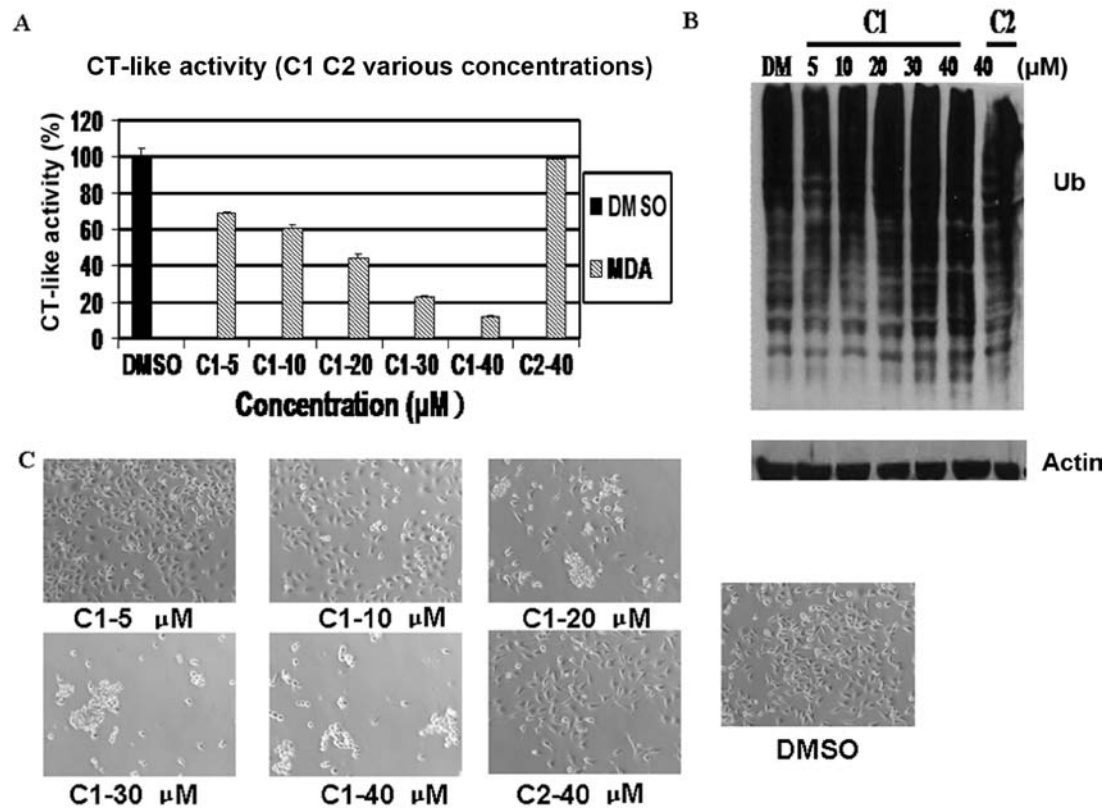 A
CT-like activity (C1 C2 various concentrations)
CT-like activity (%)
120
100
80
60
40
20
0
DMSO C1-5 C1-10 C1-20 C1-30 C1-40 C2-40
Concentration (μM )
DMSO
MDA
B
C1 C2
DM 5 10 20 30 40 40 (μM)
Ub
Actin
C
C1-5 μM C1-10 μM C1-20 μM
C1-30 μM C1-40 μM C2-40 μM
DMSO